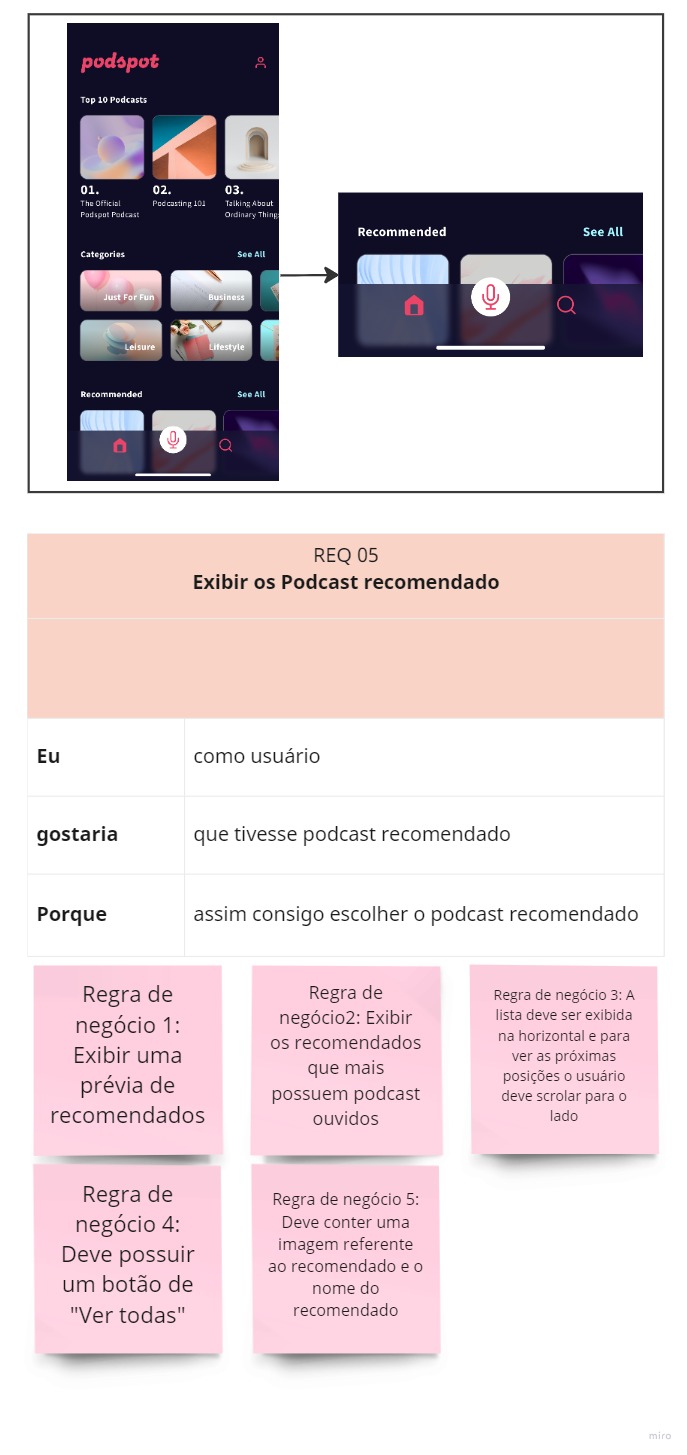 podspot
Top 10 Podcasts
01.
The Official
Podspot Podcast
02.
Podcasting 101
03.
Talking About
Ordinary Things
Categories
See All
Just For Fun
Business
Leisure
Lifestyle
Recommended
See All
Recommended
See All
REQ 05
Exibir os Podcast recomendado
Eu
como usuário
gostaria
que tivesse podcast recomendado
Porque
assim consigo escolher o podcast recomendado
Regra de
negócio 1:
Exibir uma
prévia de
recomendados
Regra de
negócio2: Exibir
os recomendados
que mais
possuem podcast
ouvidos
Regra de negócio 3: A
lista deve ser exibida
na horizontal e para
ver as próximas
posições o usuário
deve scrolar para o
lado
Regra de
negócio 4:
Deve possuir
um botão de
"Ver todas"
Regra de negócio 5:
Deve conter uma
imagem referente
ao recomendado e o
nome do
recomendado
miro